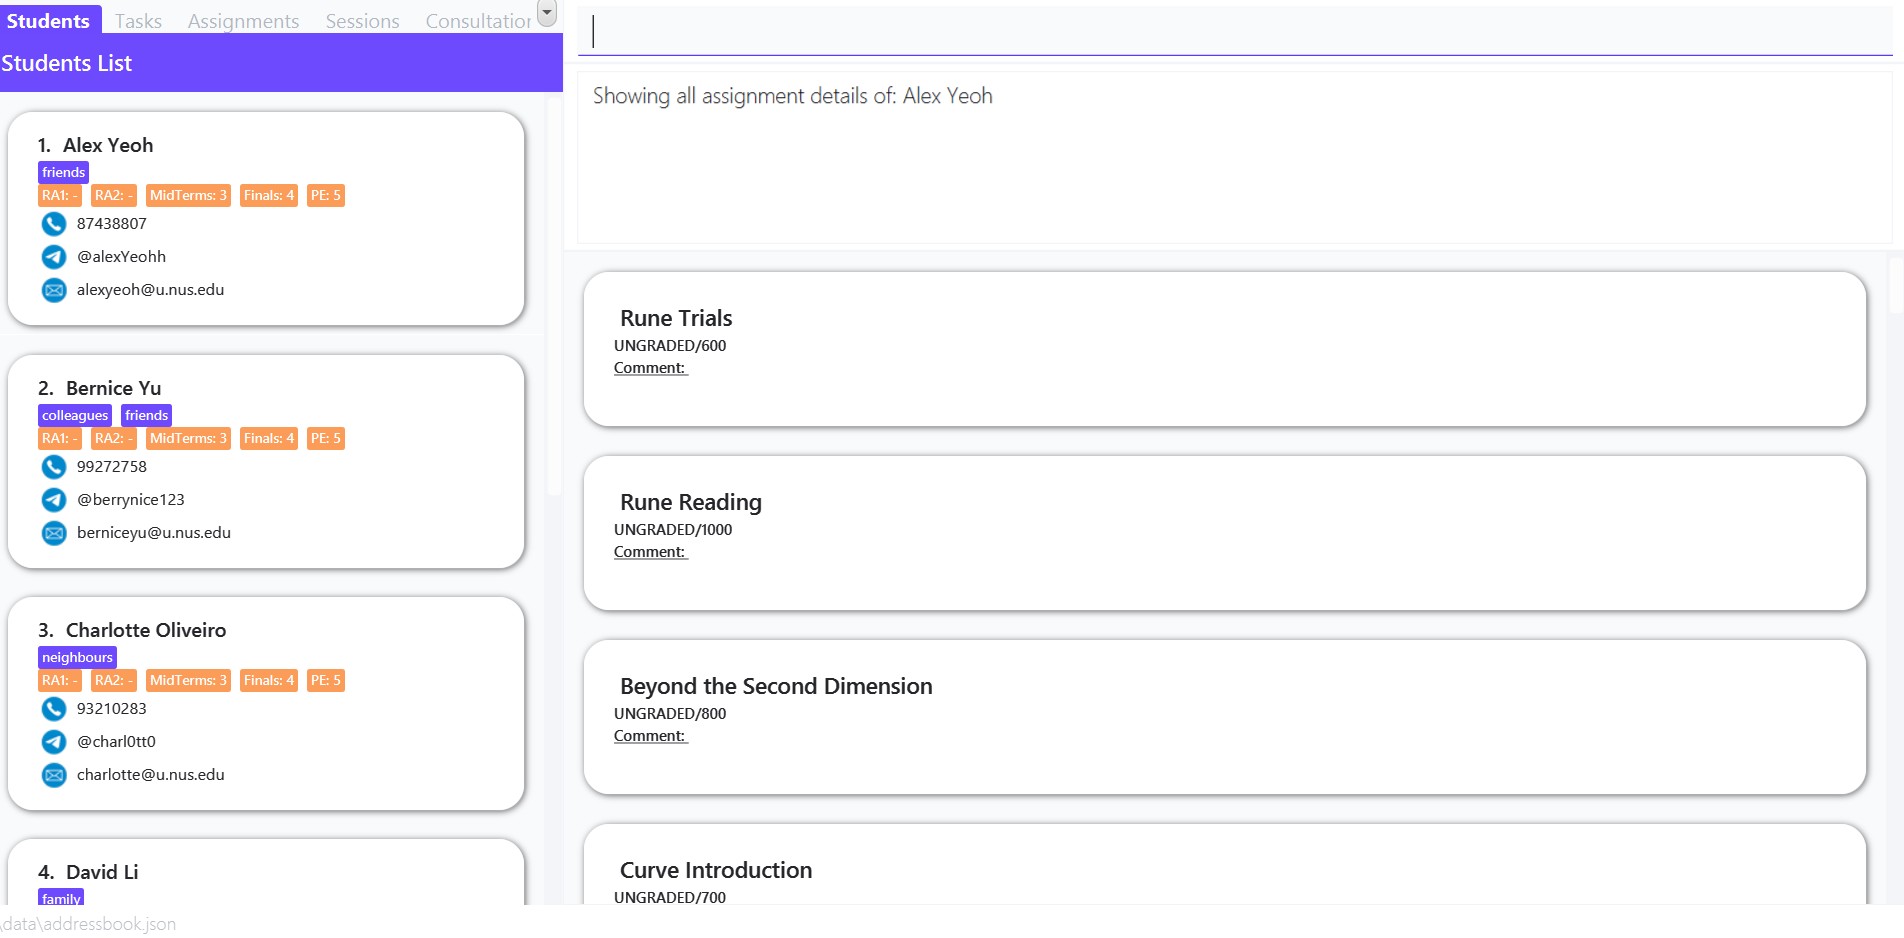 Students Tasks Assignments Sessions Consultation
Students List
1. Alex Yeoh
friends
RA1: - RA2: - MidTerms: 3 Finals: 4 PE: 5
87438807
@alexYeohh
alexyeoh@u.nus.edu
2. Bernice Yu
colleagues friends
RA1: - RA2: - MidTerms: 3 Finals: 4 PE: 5
99272758
@berrynice123
berniceyu@u.nus.edu
3. Charlotte Oliveiro
neighbours
RA1: - RA2: - MidTerms: 3 Finals: 4 PE: 5
93210283
@charl0tt0
charlotte@u.nus.edu
4. David Li
family
Showing all assignment details of: Alex Yeoh
Rune Trials
UNGRADED/600
Comment:
Rune Reading
UNGRADED/1000
Comment:
Beyond the Second Dimension
UNGRADED/800
Comment:
Curve Introduction
UNGRADED/700
\data\addressbook.json